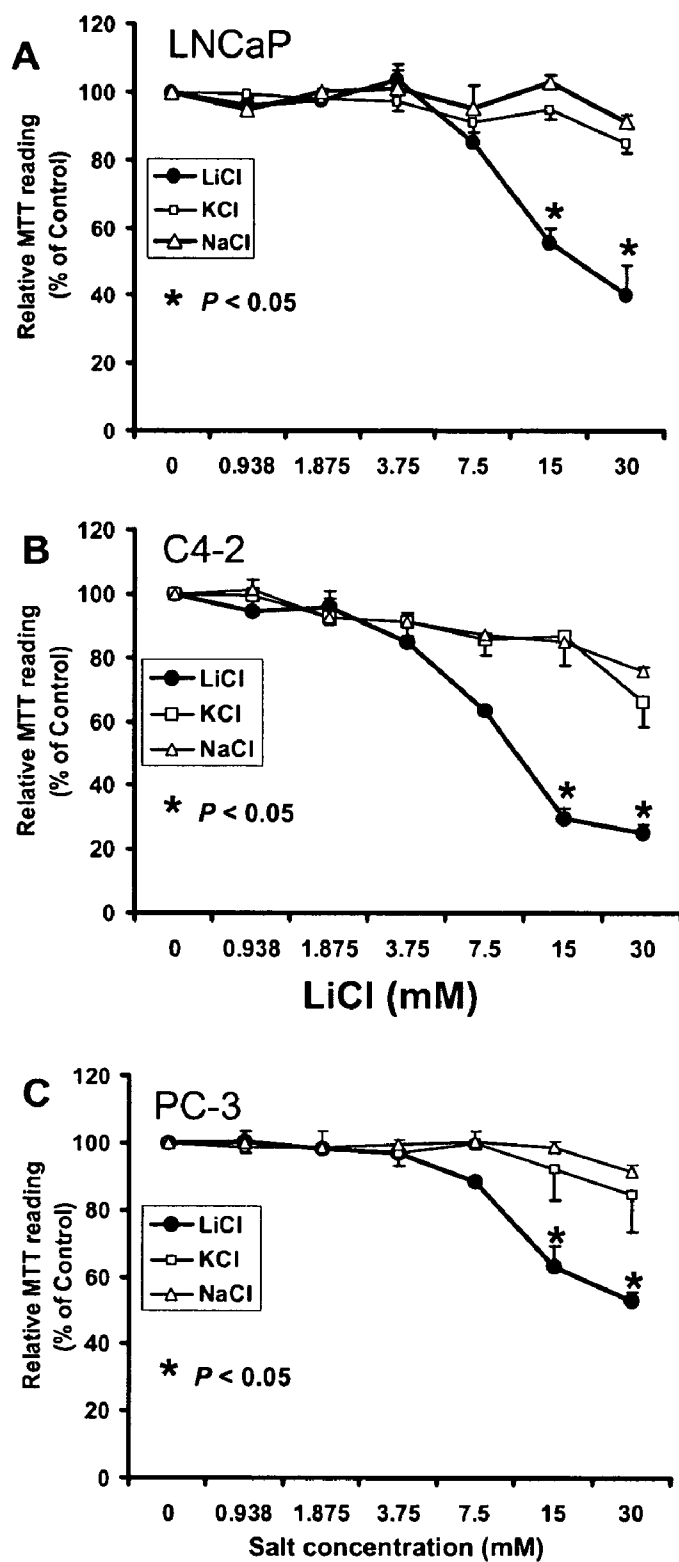 A
LNCaP
Relative MTT reading
(% of Control)
120
100
80
60
40
20
0
LiCl
KCl
NaCl
* P < 0.05
*
*
0 0.938 1.875 3.75 7.5 15 30
B
C4-2
Relative MTT reading
(% of Control)
120
100
80
60
40
20
0
LiCl
KCl
NaCl
* P < 0.05
*
*
0 0.938 1.875 3.75 7.5 15 30
LiCl (mM)
C
PC-3
Relative MTT reading
(% of Control)
120
100
80
60
40
20
0
LiCl
KCl
NaCl
* P < 0.05
*
*
0 0.938 1.875 3.75 7.5 15 30
Salt concentration (mM)